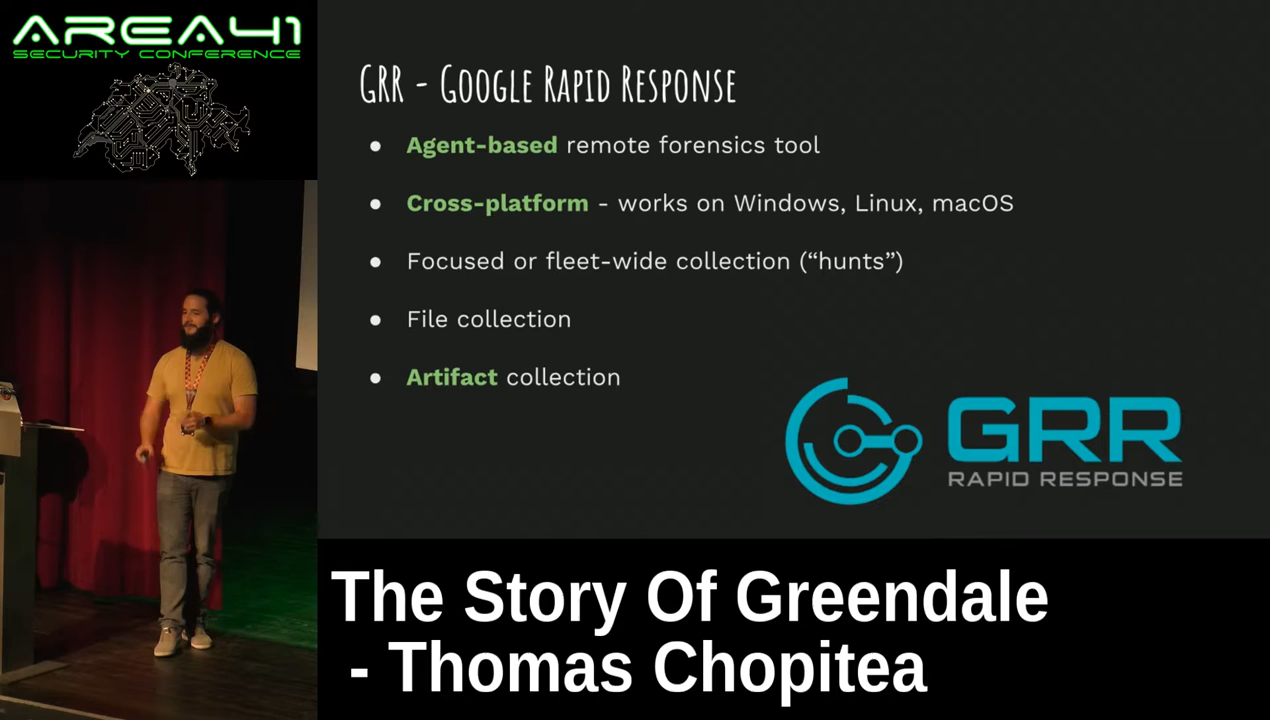 AREA41
SECURITY CONFERENCE
GRR - GOOGLE RAPID RESPONSE
● Agent-based remote forensics tool
● Cross-platform - works on Windows, Linux, macOS
● Focused or fleet-wide collection (“hunts”)
● File collection
● Artifact collection
GRR
RAPID RESPONSE
The Story Of Greendale
- Thomas Chopitea